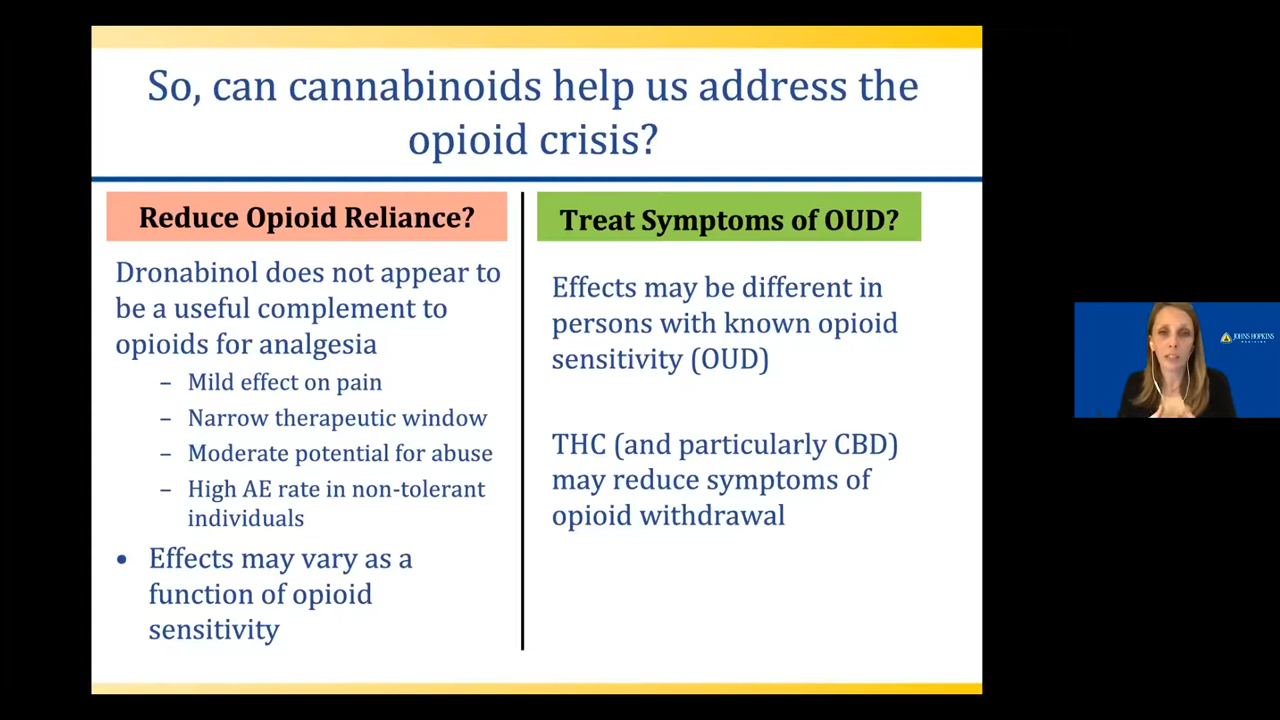 So, can cannabinoids help us address the
opioid crisis?
Reduce Opioid Reliance?
Dronabinol does not appear to
be a useful complement to
opioids for analgesia
– Mild effect on pain
– Narrow therapeutic window
– Moderate potential for abuse
– High AE rate in non-tolerant
individuals
• Effects may vary as a
function of opioid
sensitivity
Treat Symptoms of OUD?
Effects may be different in
persons with known opioid
sensitivity (OUD)
THC (and particularly CBD)
may reduce symptoms of
opioid withdrawal
JOHNS HOPKINS
MEDICINE